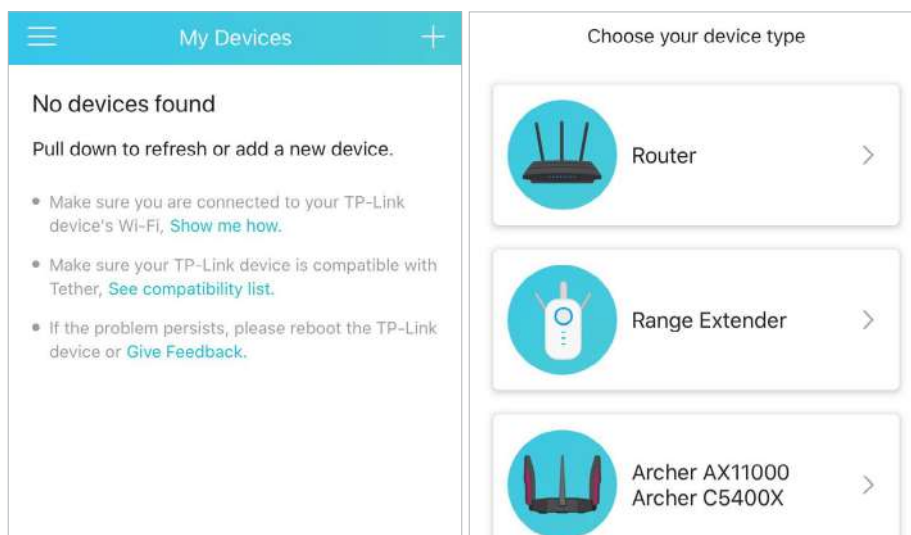 My Devices
No devices found
Pull down to refresh or add a new device.
Make sure you are connected to your TP-Link
device's Wi-Fi, Show me how.
Make sure your TP-Link device is compatible with
Tether, See compatibility list.
If the problem persists, please reboot the TP-Link
device or Give Feedback.
Choose your device type
Router
Range Extender
Archer AX11000
Archer C5400X